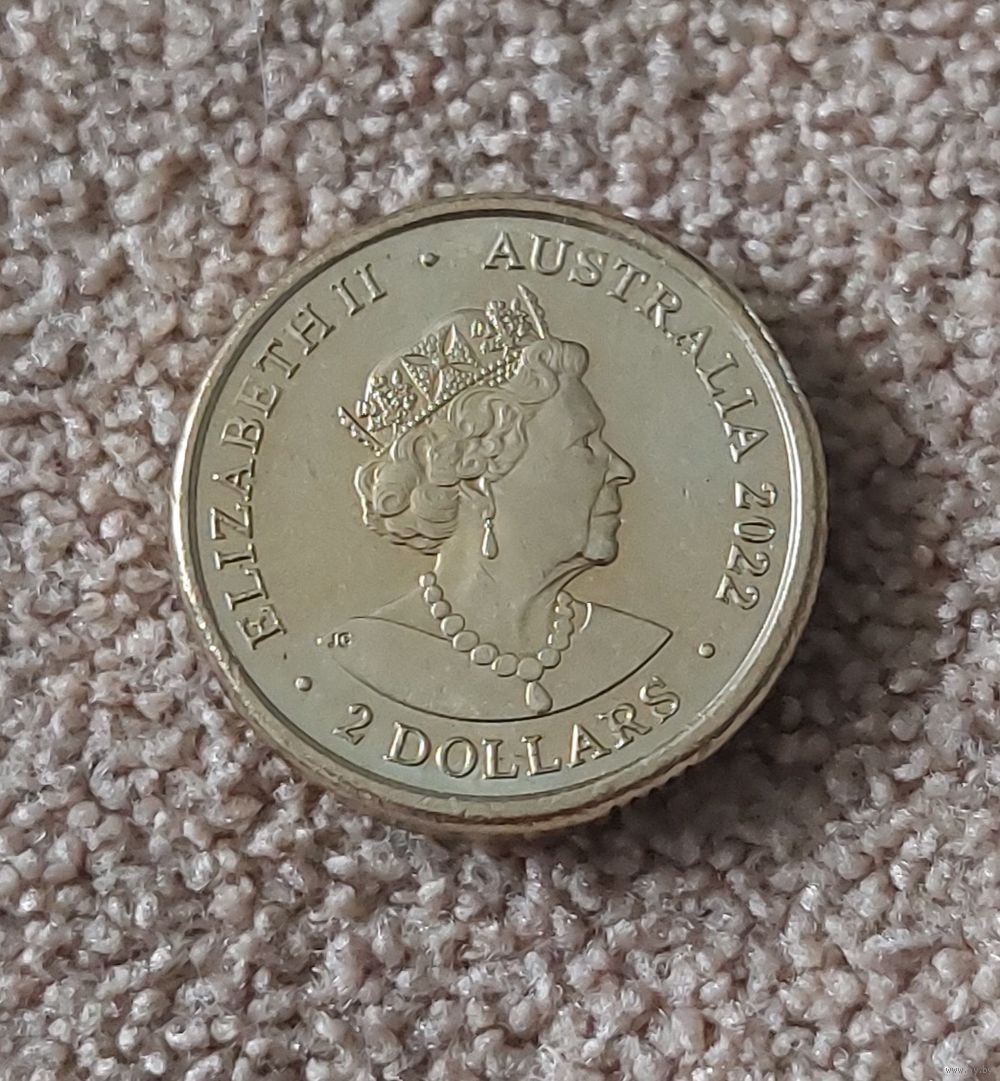 ELIZABETH II • AUSTRALIA 2022
• 2 DOLLARS •
JC